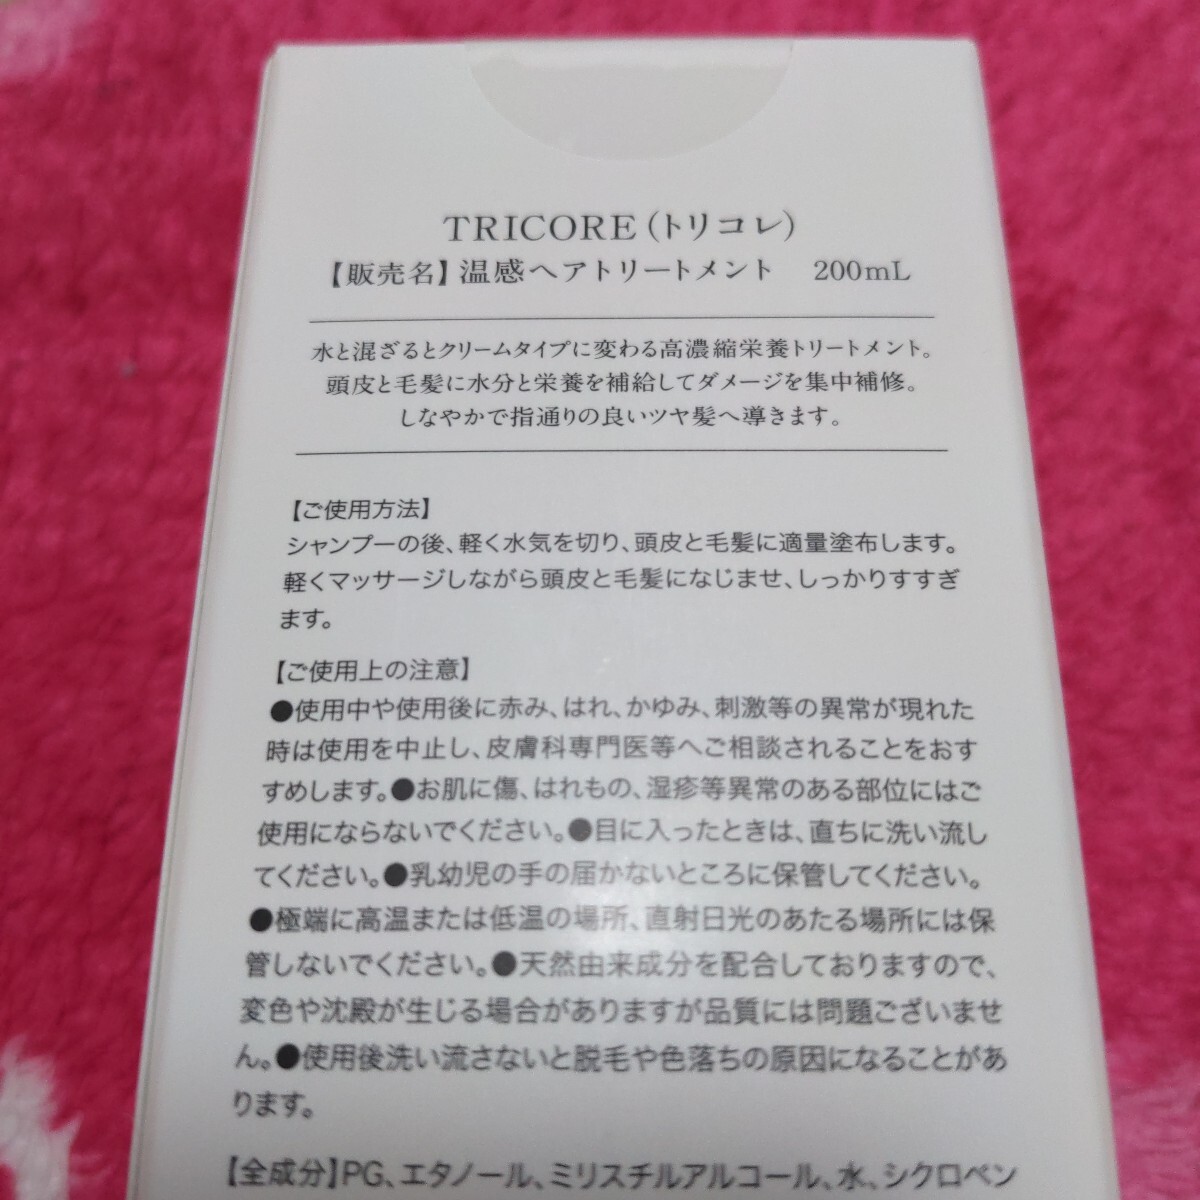 TRICORE(トリコレ)
【販売名】温感ヘアトリートメント 200mL
水と混ざるとクリームタイプに変わる高濃縮栄養トリートメント。
頭皮と毛髪に水分と栄養を補給してダメージを集中補修。
しなやかで指通りの良いツヤ髪へ導きます。
【ご使用方法】
シャンプーの後、軽く水気を切り、頭皮と毛髪に適量塗布します。
軽くマッサージしながら頭皮と毛髪になじませ、しっかりすすぎ
ます。
【ご使用上の注意】
●使用中や使用後に赤み、はれ、かゆみ、刺激等の異常が現れた
時は使用を中止し、皮膚科専門医等へご相談されることをおす
すめします。●お肌に傷、はれもの、湿疹等異常のある部位にはご
使用にならないでください。●目に入ったときは、直ちに洗い流し
てください。●乳幼児の手の届かないところに保管してください。
●極端に高温または低温の場所、直射日光のあたる場所には保
管しないでください。●天然由来成分を配合しておりますので、
変色や沈殿が生じる場合がありますが品質には問題ございませ
ん。●使用後洗い流さないと脱毛や色落ちの原因になることがあ
ります。
【全成分】PG、エタノール、ミリスチルアルコール、水、シクロペン